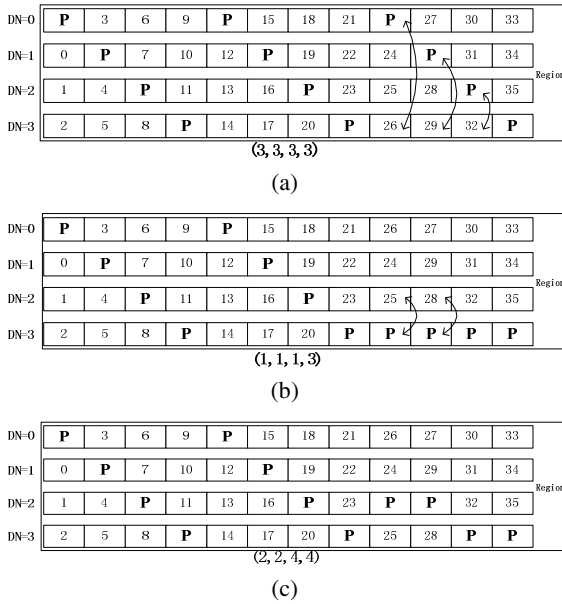 DN=0 P 3 6 9 P 15 18 21 P 27 30 33
DN=1 0 P 7 10 12 P 19 22 24 P 31 34
Region
DN=2 1 4 P 11 13 16 P 23 25 28 P 35
DN=3 2 5 8 P 14 17 20 P 26 29 32 P
(3, 3, 3, 3)
(a)
DN=0 P 3 6 9 P 15 18 21 26 27 30 33
DN=1 0 P 7 10 12 P 19 22 24 29 31 34
Region
DN=2 1 4 P 11 13 16 P 23 25 28 32 35
DN=3 2 5 8 P 14 17 20 P P P P P
(1, 1, 1, 3)
(b)
DN=0 P 3 6 9 P 15 18 21 26 27 30 33
DN=1 0 P 7 10 12 P 19 22 24 29 31 34
Region
DN=2 1 4 P 11 13 16 P 23 P P 32 35
DN=3 2 5 8 P 14 17 20 P 25 28 P P
(2, 2, 4, 4)
(c)